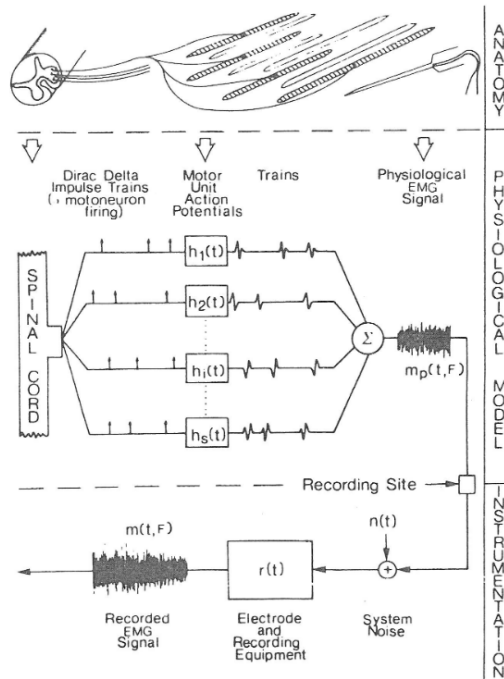 ANATOMY
Dirac Delta
Impulse Trains
( motoneuron
firing)
Motor
Unit
Action
Potentials
Trains
Physiological
EMG
Signal
PHYSIOLOGICAL MODEL
SPINAL CORD
h1(t)
h2(t)
hi(t)
hs(t)
Σ
mp(t,F)
Recording Site
INSTRUMENTATION
m(t,F)
n(t)
r(t)
+
Recorded
EMG
Signal
Electrode
and
Recording
Equipment
System
Noise